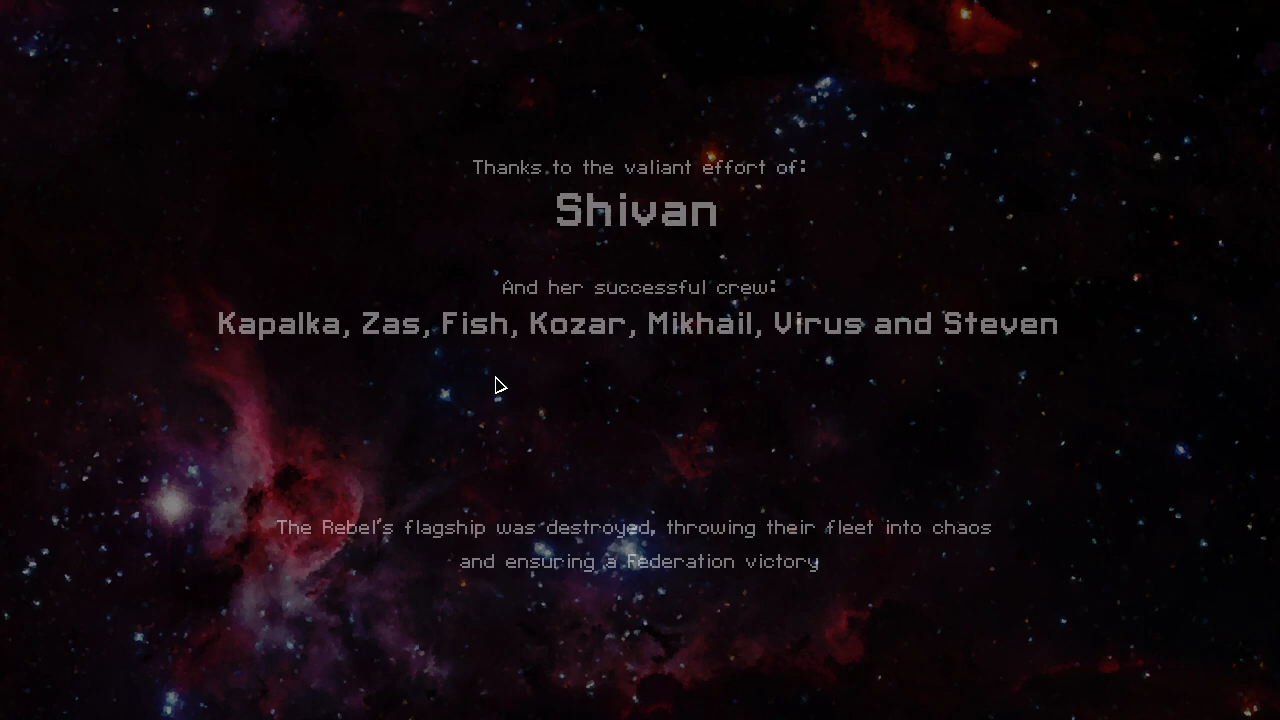 Thanks to the valiant effort of:
Shivan
And her successful crew:
Kapalka, Zas, Fish, Kozar, Mikhail, Virus and Steven
The Rebel's flagship was destroyed, throwing their fleet into chaos
and ensuring a Federation victory